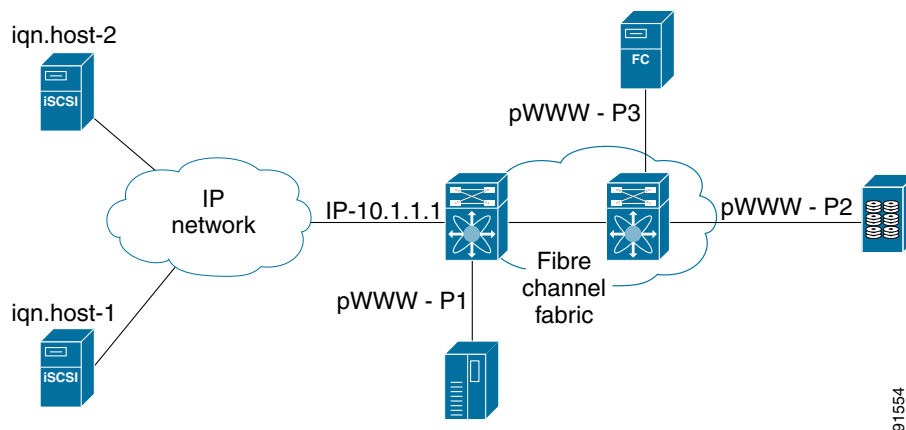 iqn.host-2
iSCSI
FC
pWWW - P3
IP
network
IP-10.1.1.1
pWWW - P2
Fibre
channel
fabric
pWWW - P1
iqn.host-1
iSCSI
91554